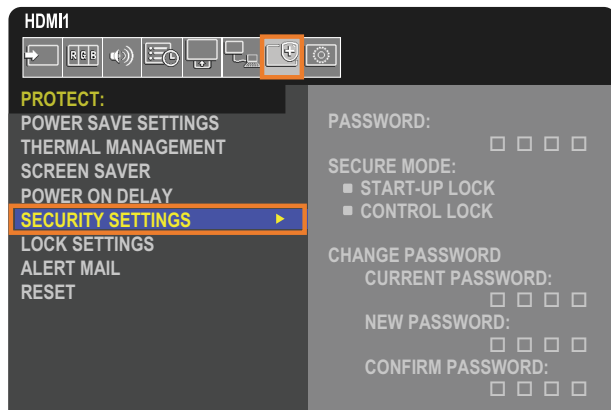 HDMI1
RGB
PROTECT:
POWER SAVE SETTINGS
THERMAL MANAGEMENT
SCREEN SAVER
POWER ON DELAY
SECURITY SETTINGS
LOCK SETTINGS
ALERT MAIL
RESET
PASSWORD:
SECURE MODE:
START-UP LOCK
CONTROL LOCK
CHANGE PASSWORD
CURRENT PASSWORD:
NEW PASSWORD:
CONFIRM PASSWORD: